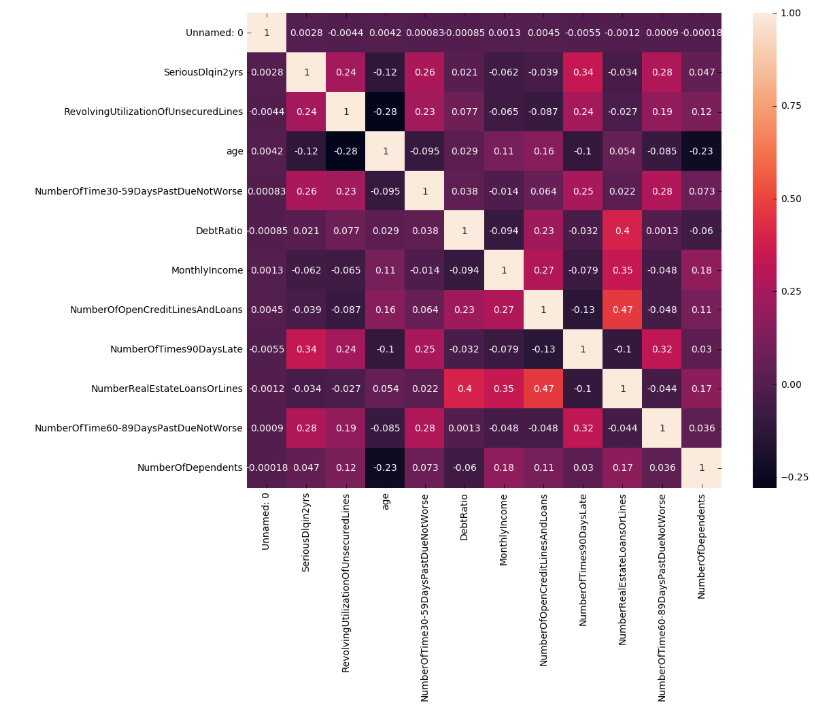 Unnamed: 0 1 0.0028 -0.0044 0.0042 0.00083 -0.00085 0.0013 0.0045 -0.0055 -0.0012 0.0009 -0.00018
SeriousDlqin2yrs 0.0028 1 0.24 -0.12 0.26 0.021 -0.062 -0.039 0.34 -0.034 0.28 0.047
RevolvingUtilizationOfUnsecuredLines -0.0044 0.24 1 -0.28 0.23 0.077 -0.065 -0.087 0.24 -0.027 0.19 0.12
age 0.0042 -0.12 -0.28 1 -0.095 0.029 0.11 0.16 -0.1 0.054 -0.085 -0.23
NumberOfTime30-59DaysPastDueNotWorse 0.00083 0.26 0.23 -0.095 1 0.038 -0.014 0.064 0.25 0.022 0.28 0.073
DebtRatio -0.00085 0.021 0.077 0.029 0.038 1 -0.094 0.23 -0.032 0.4 0.0013 -0.06
MonthlyIncome 0.0013 -0.062 -0.065 0.11 -0.014 -0.094 1 0.27 -0.079 0.35 -0.048 0.18
NumberOfOpenCreditLinesAndLoans 0.0045 -0.039 -0.087 0.16 0.064 0.23 0.27 1 -0.13 0.47 -0.048 0.11
NumberOfTimes90DaysLate -0.0055 0.34 0.24 -0.1 0.25 -0.032 -0.079 -0.13 1 -0.1 0.32 0.03
NumberRealEstateLoansOrLines -0.0012 -0.034 -0.027 0.054 0.022 0.4 0.35 0.47 -0.1 1 -0.044 0.17
NumberOfTime60-89DaysPastDueNotWorse 0.0009 0.28 0.19 -0.085 0.28 0.0013 -0.048 -0.048 0.32 -0.044 1 0.036
NumberOfDependents -0.00018 0.047 0.12 -0.23 0.073 -0.06 0.18 0.11 0.03 0.17 0.036 1
Unnamed: 0
SeriousDlqin2yrs
RevolvingUtilizationOfUnsecuredLines
age
NumberOfTime30-59DaysPastDueNotWorse
DebtRatio
MonthlyIncome
NumberOfOpenCreditLinesAndLoans
NumberOfTimes90DaysLate
NumberRealEstateLoansOrLines
NumberOfTime60-89DaysPastDueNotWorse
NumberOfDependents
1.00
0.75
0.50
0.25
0.00
−0.25